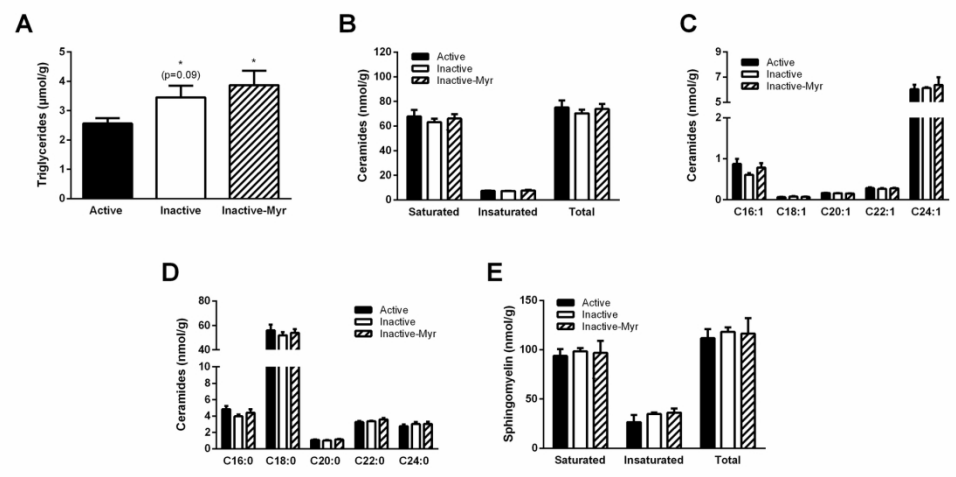 A
Triglycerides (µmol/g)
5
4
3
2
1
0
*
(p=0.09)
*
Active
Inactive
Inactive-Myr
B
Ceramides (nmol/g)
120
100
80
60
40
20
0
Active
Inactive
Inactive-Myr
Saturated
Insaturated
Total
C
Ceramides (nmol/g)
9
7
5
2
1
0
Active
Inactive
Inactive-Myr
C16:1
C18:1
C20:1
C22:1
C24:1
D
Ceramides (nmol/g)
80
60
40
10
8
6
4
2
0
Active
Inactive
Inactive-Myr
C16:0
C18:0
C20:0
C22:0
C24:0
E
Sphingomyelin (nmol/g)
150
100
50
0
Active
Inactive
Inactive-Myr
Saturated
Insaturated
Total